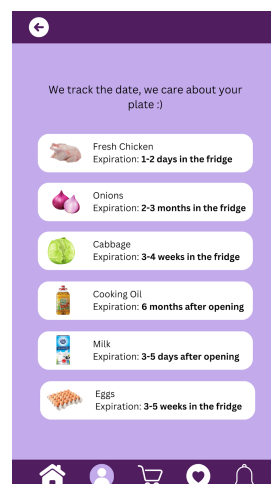 We track the date, we care about your
plate :)
Fresh Chicken
Expiration: 1-2 days in the fridge
Onions
Expiration: 2-3 months in the fridge
Cabbage
Expiration: 3-4 weeks in the fridge
Cooking Oil
Expiration: 6 months after opening
Milk
Expiration: 3-5 days after opening
Eggs
Expiration: 3-5 weeks in the fridge